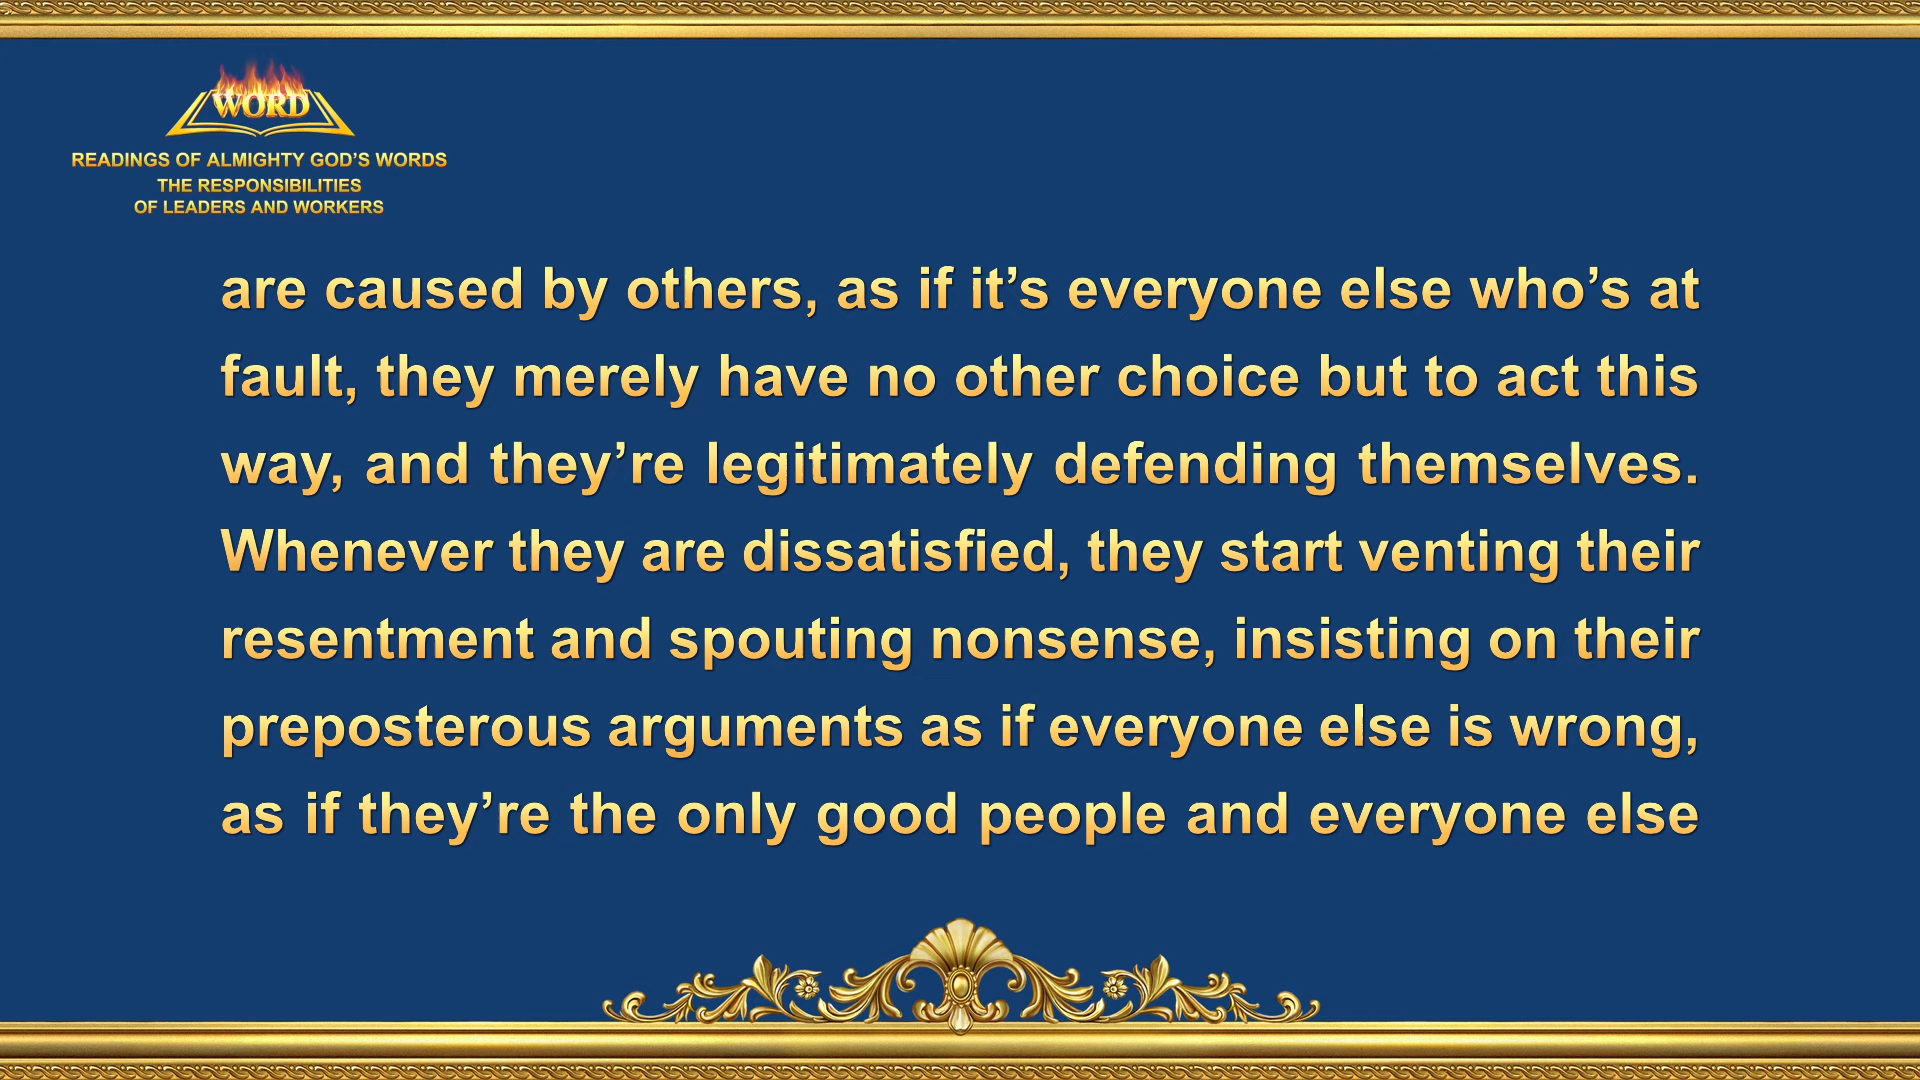 WORD
READINGS OF ALMIGHTY GOD’S WORDS
THE RESPONSIBILITIES
OF LEADERS AND WORKERS
are caused by others, as if it’s everyone else who’s at
fault, they merely have no other choice but to act this
way, and they’re legitimately defending themselves.
Whenever they are dissatisfied, they start venting their
resentment and spouting nonsense, insisting on their
preposterous arguments as if everyone else is wrong,
as if they’re the only good people and everyone else